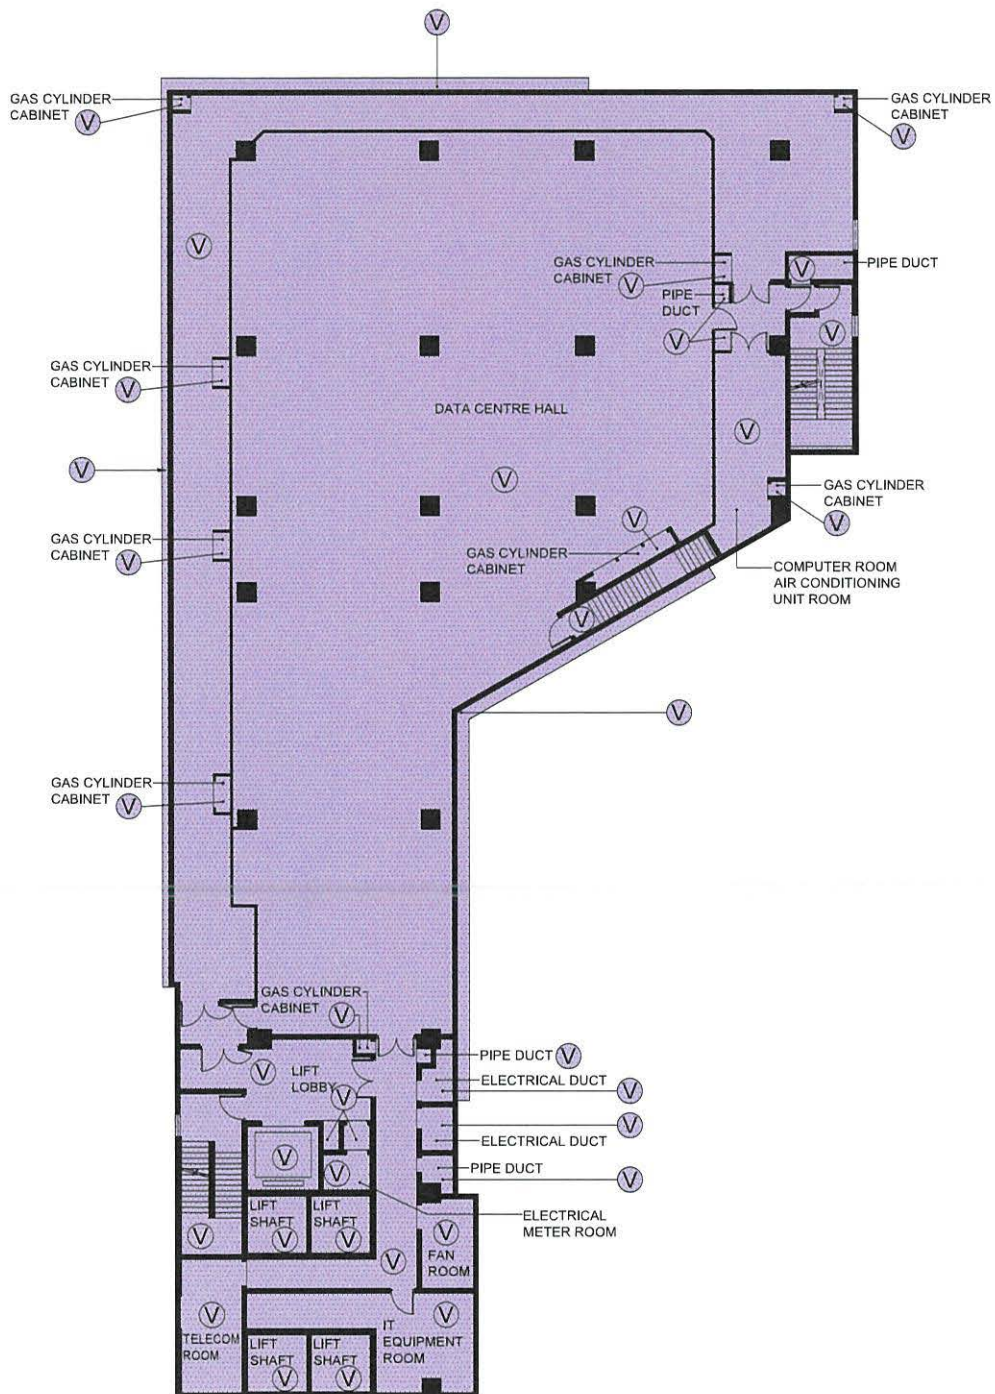 V
GAS CYLINDER
CABINET V
GAS CYLINDER
CABINET
V
V
GAS CYLINDER
CABINET V
V
PIPE DUCT
PIPE
DUCT
V
V
GAS CYLINDER
CABINET V
DATA CENTRE HALL
V
V
V
GAS CYLINDER
CABINET
V
V
GAS CYLINDER
CABINET V
GAS CYLINDER
CABINET
COMPUTER ROOM
AIR CONDITIONING
UNIT ROOM
V
V
GAS CYLINDER
CABINET V
GAS CYLINDER
CABINET
V
PIPE DUCT V
LIFT
LOBBY
V
V
ELECTRICAL DUCT
V
V
ELECTRICAL DUCT
V
PIPE DUCT
V
V
ELECTRICAL
METER ROOM
LIFT
SHAFT
V
LIFT
SHAFT
V
V
V
V
FAN
ROOM
V
TELECOM
ROOM
V
IT
EQUIPMENT
ROOM
LIFT
SHAFT
V
LIFT
SHAFT
V